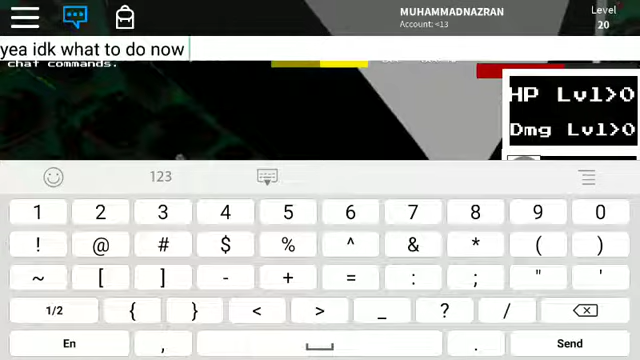 MUHAMMADNAZRAN
Account: <13
Level
20
yea idk what to do now
chat commands.
HP Lvl>0
Dmg Lvl>0
123
1 2 3 4 5 6 7 8 9 0
! @ # $ % ^ & * ( )
~ [ ] - + = : ; " '
1/2 { } < > _ ? /
En , . Send